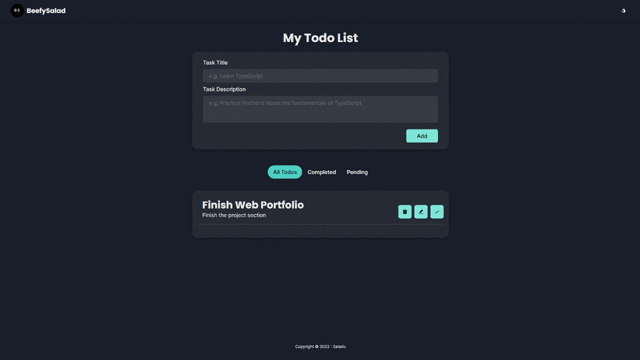 BS BeefySalad
My Todo List
Task Title
e.g. Learn TypeScript
Task Description
e.g. Practice firsthand about the fundamentals of TypeScript
Add
All Todos Completed Pending
Finish Web Portfolio
Finish the project section
Copyright © 2022 - Saladu